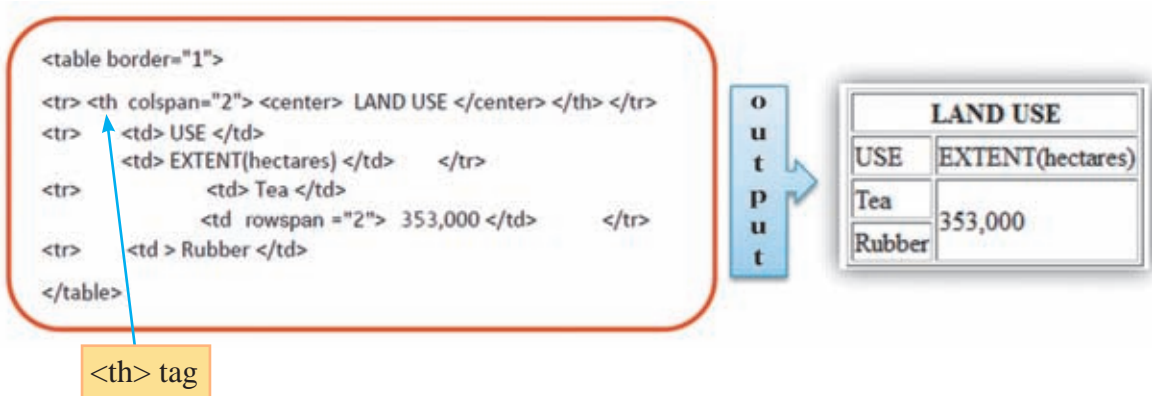 <table border="1">
<tr> <th colspan="2"> <center> LAND USE </center> </th> </tr>
<tr> <td> USE </td>
<td> EXTENT(hectares) </td> </tr>
<tr> <td> Tea </td>
<td rowspan ="2"> 353,000 </td> </tr>
<tr> <td > Rubber </td>
</table>
<th> tag
output
LAND USE
USE EXTENT(hectares)
Tea
353,000
Rubber